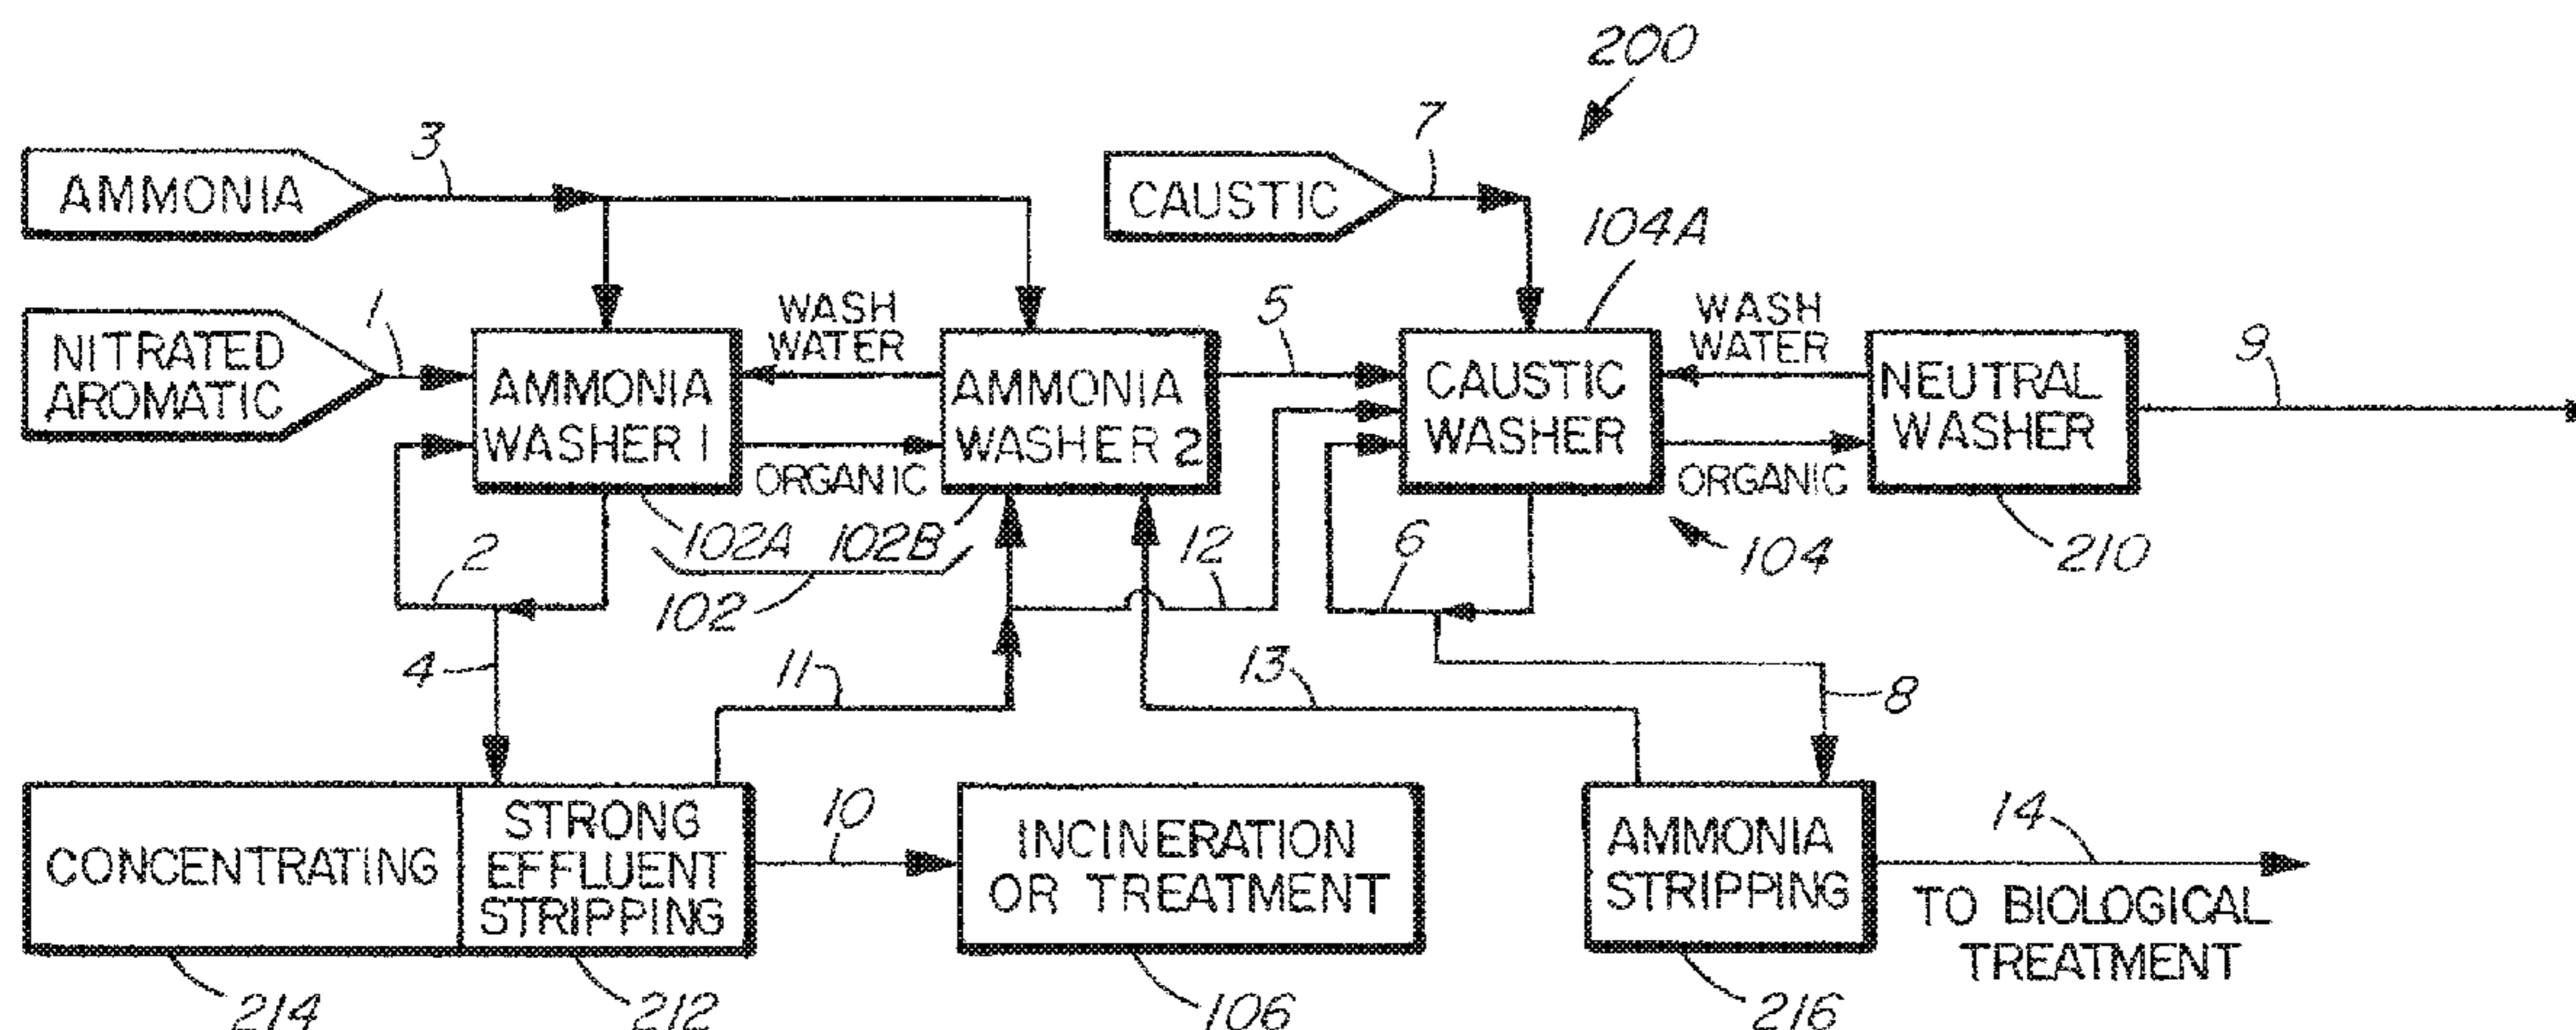 200
3
7
AMMONIA
CAUSTIC
104A
1
WASH
WATER
5
WASH
WATER
9
NITRATED
AROMATIC
AMMONIA
WASHER 1
AMMONIA
WASHER 2
CAUSTIC
WASHER
NEUTRAL
WASHER
ORGANIC
ORGANIC
2
102A
102B
12
6
104
210
102
4
11
13
8
CONCENTRATING
STRONG
EFFLUENT
STRIPPING
10
INCINERATION
OR TREATMENT
AMMONIA
STRIPPING
14
TO BIOLOGICAL
TREATMENT
214
212
106
216